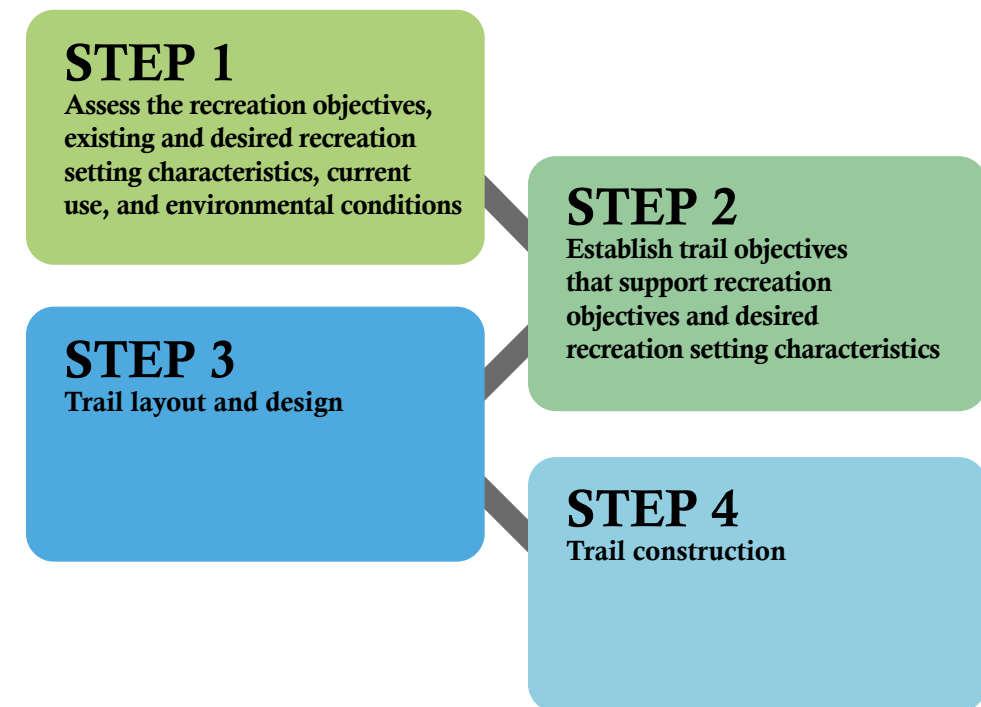 STEP 1
Assess the recreation objectives,
existing and desired recreation
setting characteristics, current
use, and environmental conditions
STEP 2
Establish trail objectives
that support recreation
objectives and desired
recreation setting characteristics
STEP 3
Trail layout and design
STEP 4
Trail construction